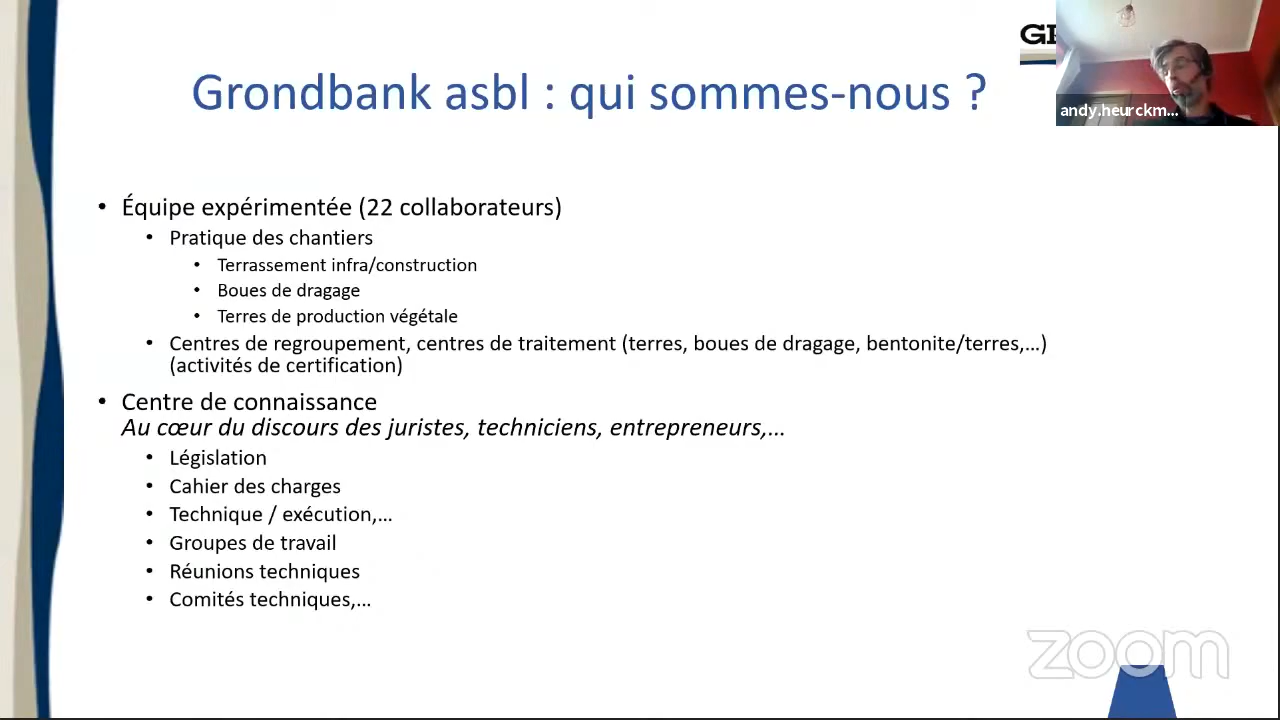 Grondbank asbl : qui sommes-nous ?
andy.heurckm...
• Équipe expérimentée (22 collaborateurs)
• Pratique des chantiers
• Terrassement infra/construction
• Boues de dragage
• Terres de production végétale
• Centres de regroupement, centres de traitement (terres, boues de dragage, bentonite/terres,...)
(activités de certification)
• Centre de connaissance
Au cœur du discours des juristes, techniciens, entrepreneurs,...
• Législation
• Cahier des charges
• Technique / exécution,...
• Groupes de travail
• Réunions techniques
• Comités techniques,...
zoom